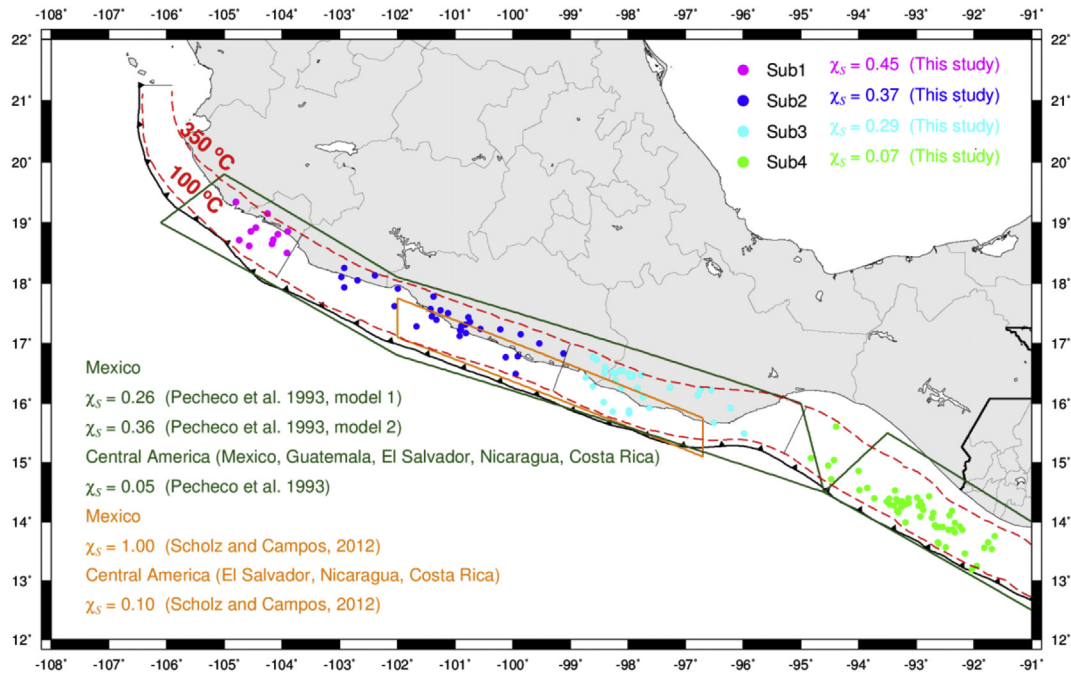 -108° -107° -106° -105° -104° -103° -102° -101° -100° -99° -98° -97° -96° -95° -94° -93° -92° -91°
22° 22°
Sub1 χS = 0.45 (This study)
21° 21°
Sub2 χS = 0.37 (This study)
Sub3 χS = 0.29 (This study)
350 °C
20° 20°
Sub4 χS = 0.07 (This study)
100 °C
19° 19°
18° 18°
17° 17°
Mexico
χS = 0.26 (Pecheco et al. 1993, model 1)
16° 16°
χS = 0.36 (Pecheco et al. 1993, model 2)
Central America (Mexico, Guatemala, El Salvador, Nicaragua, Costa Rica)
15° 15°
χS = 0.05 (Pecheco et al. 1993)
Mexico
14° 14°
χS = 1.00 (Scholz and Campos, 2012)
Central America (El Salvador, Nicaragua, Costa Rica)
13° 13°
χS = 0.10 (Scholz and Campos, 2012)
12° 12°
-108° -107° -106° -105° -104° -103° -102° -101° -100° -99° -98° -97° -96° -95° -94° -93° -92° -91°